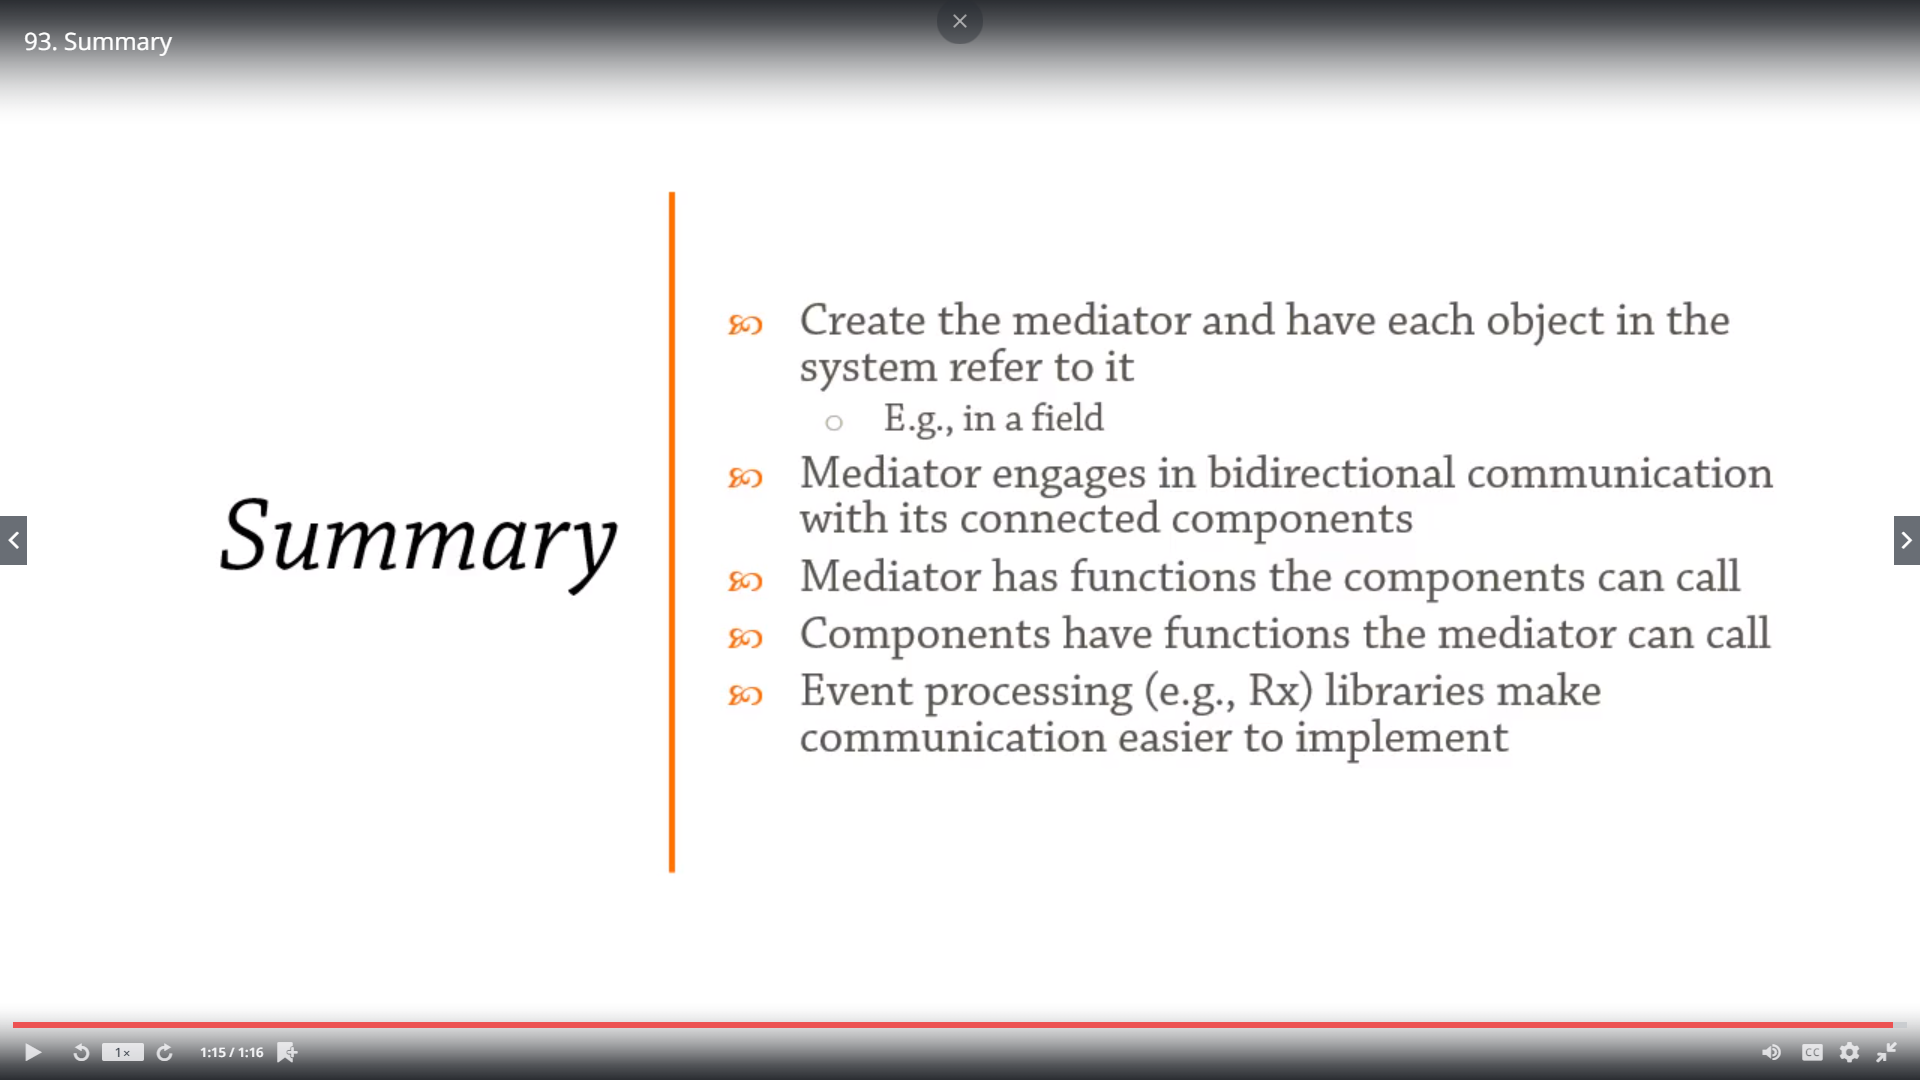 93. Summary
Summary
Create the mediator and have each object in the
system refer to it
E.g., in a field
Mediator engages in bidirectional communication
with its connected components
Mediator has functions the components can call
Components have functions the mediator can call
Event processing (e.g., Rx) libraries make
communication easier to implement
1×
1:15 / 1:16
CC